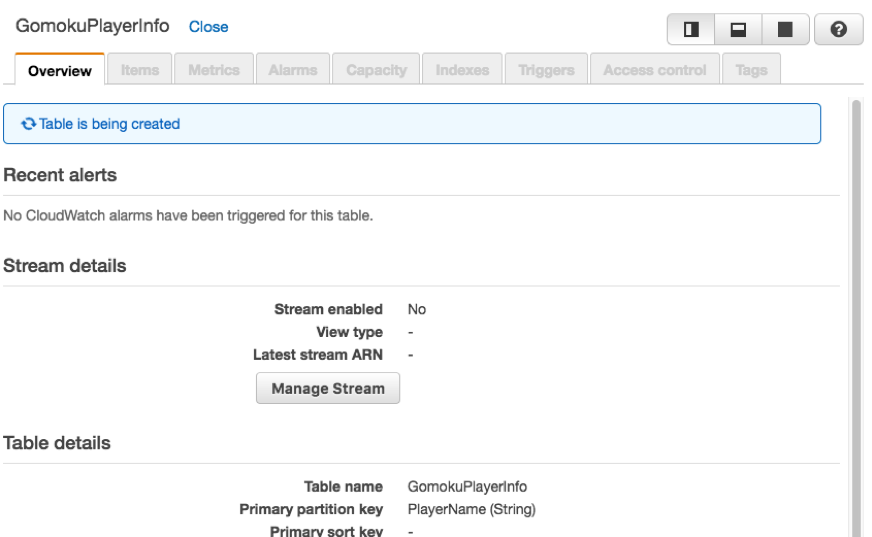 GomokuPlayerInfo Close
Overview Items Metrics Alarms Capacity Indexes Triggers Access control Tags
Table is being created
Recent alerts
No CloudWatch alarms have been triggered for this table.
Stream details
Stream enabled No
View type -
Latest stream ARN -
Manage Stream
Table details
Table name GomokuPlayerInfo
Primary partition key PlayerName (String)
Primary sort key -